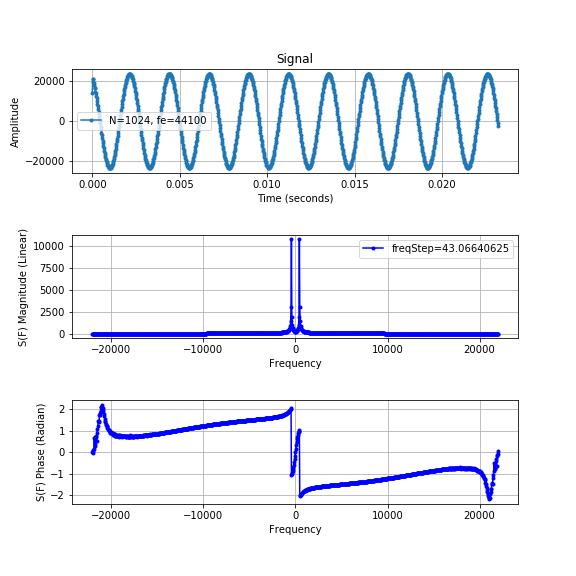 Signal
Amplitude
20000
0
−20000
N=1024, fe=44100
0.000 0.005 0.010 0.015 0.020
Time (seconds)
S(F) Magnitude (Linear)
10000
7500
5000
2500
0
freqStep=43.06640625
−20000 −10000 0 10000 20000
Frequency
S(F) Phase (Radian)
2
1
0
−1
−2
−20000 −10000 0 10000 20000
Frequency